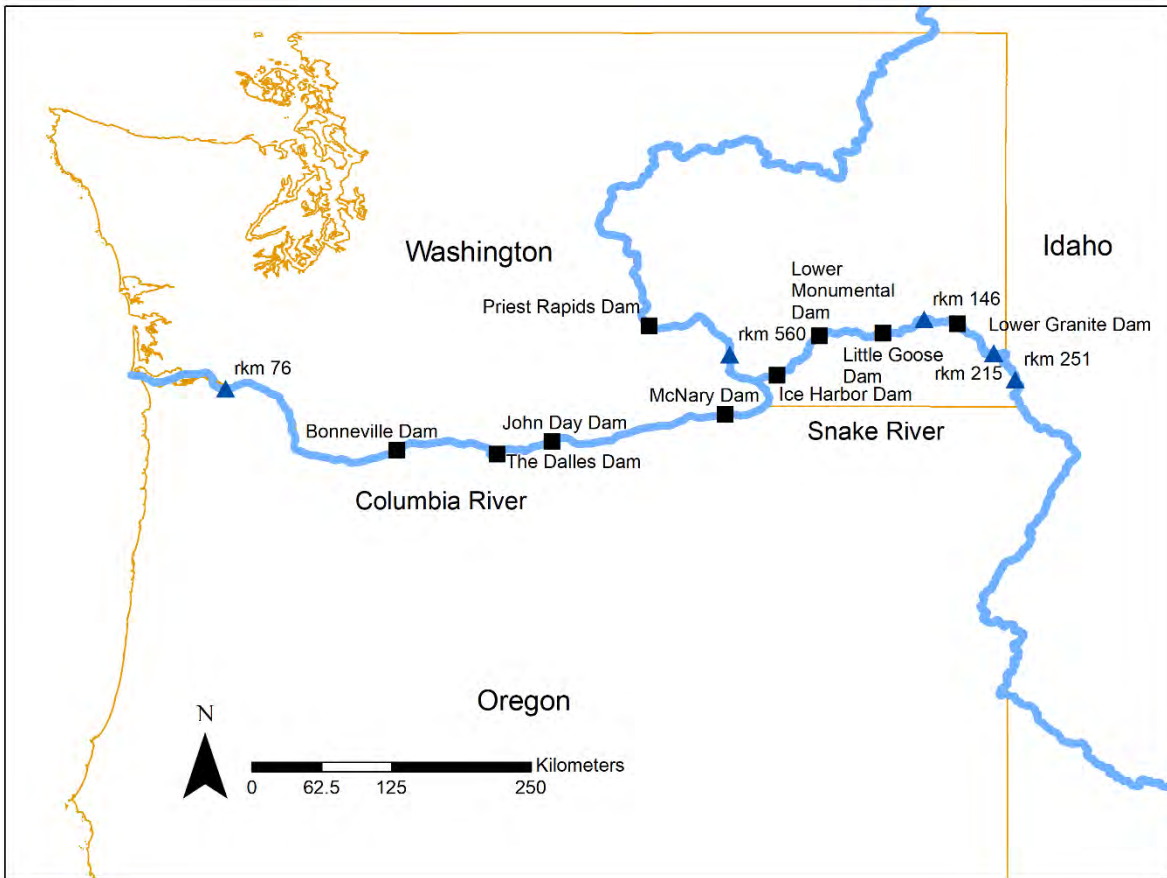 Washington
Idaho
Lower
Monumental
Dam
rkm 146
Priest Rapids Dam
Lower Granite Dam
rkm 560
rkm 251
Little Goose
Dam
rkm 215
rkm 76
Ice Harbor Dam
McNary Dam
Snake River
John Day Dam
Bonneville Dam
The Dalles Dam
Columbia River
Oregon
N
Kilometers
0 62.5 125 250